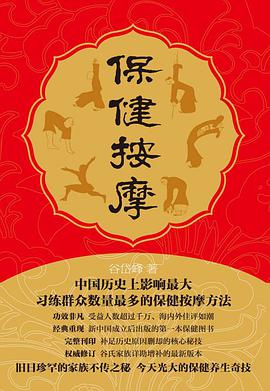 保健按摩
谷岱峰 著
中国历史上影响最大
习练群众数量最多的保健按摩方法
功效非凡 受益人数超过千万、海内外佳评如潮
经典重现 新中国成立后出版的第一本保健图书
完整刊印 补足历史原因删却的核心秘技
权威修订 谷氏家族详勘增补的最新版本
旧日珍罕的家族不传之秘 今天光大的保健养生奇技